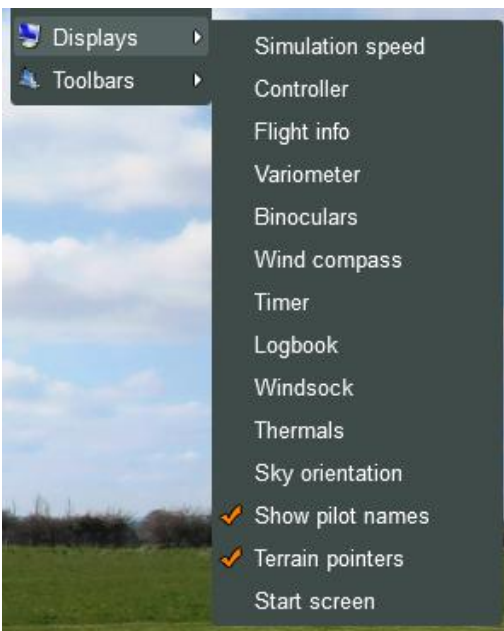 Displays
Toolbars
Simulation speed
Controller
Flight info
Variometer
Binoculars
Wind compass
Timer
Logbook
Windsock
Thermals
Sky orientation
Show pilot names
Terrain pointers
Start screen